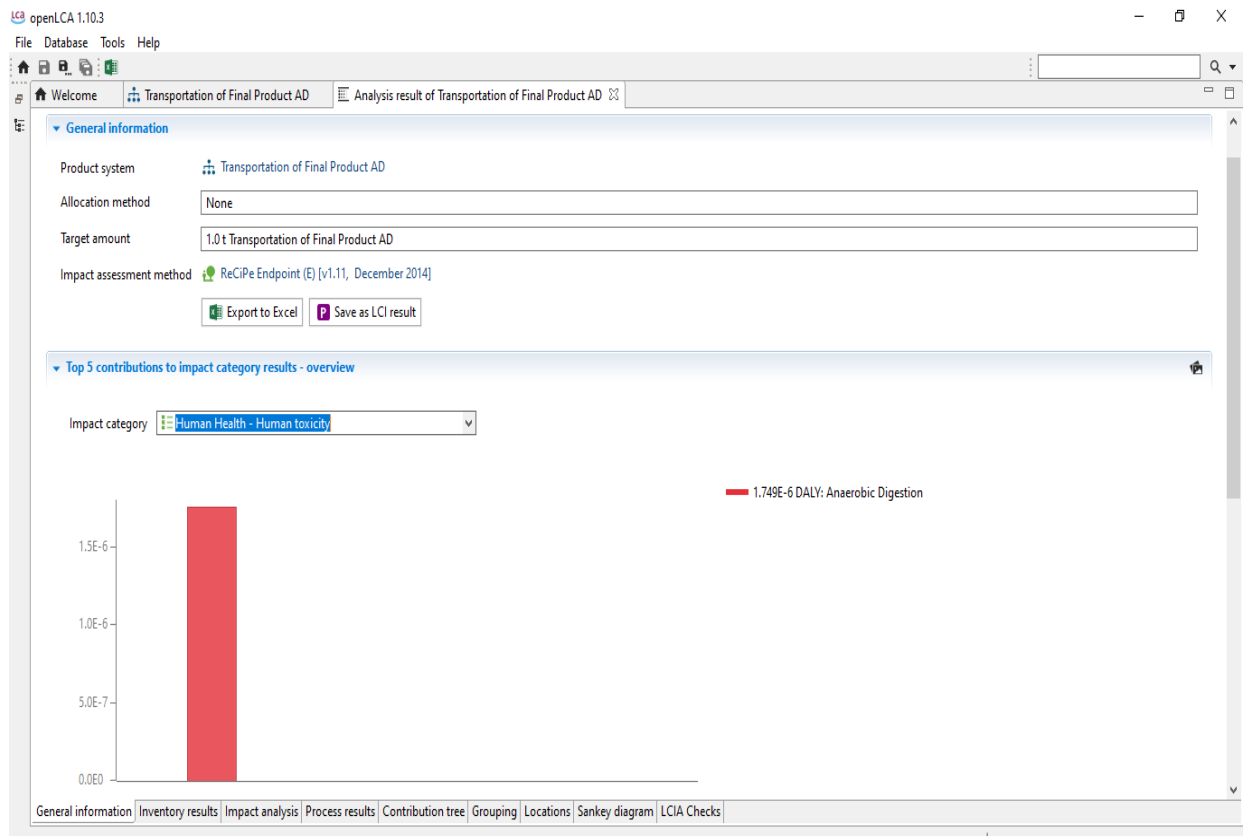 LCA openLCA 1.10.3
File Database Tools Help
Welcome Transportation of Final Product AD Analysis result of Transportation of Final Product AD
General information
Product system Transportation of Final Product AD
Allocation method None
Target amount 1.0 t Transportation of Final Product AD
Impact assessment method ReCiPe Endpoint (E) [v1.11, December 2014]
Export to Excel P Save as LCI result
Top 5 contributions to impact category results - overview
Impact category Human Health - Human toxicity
1.749E-6 DALY: Anaerobic Digestion
1.5E-6
1.0E-6
5.0E-7
0.0E0
General information Inventory results Impact analysis Process results Contribution tree Grouping Locations Sankey diagram LCIA Checks